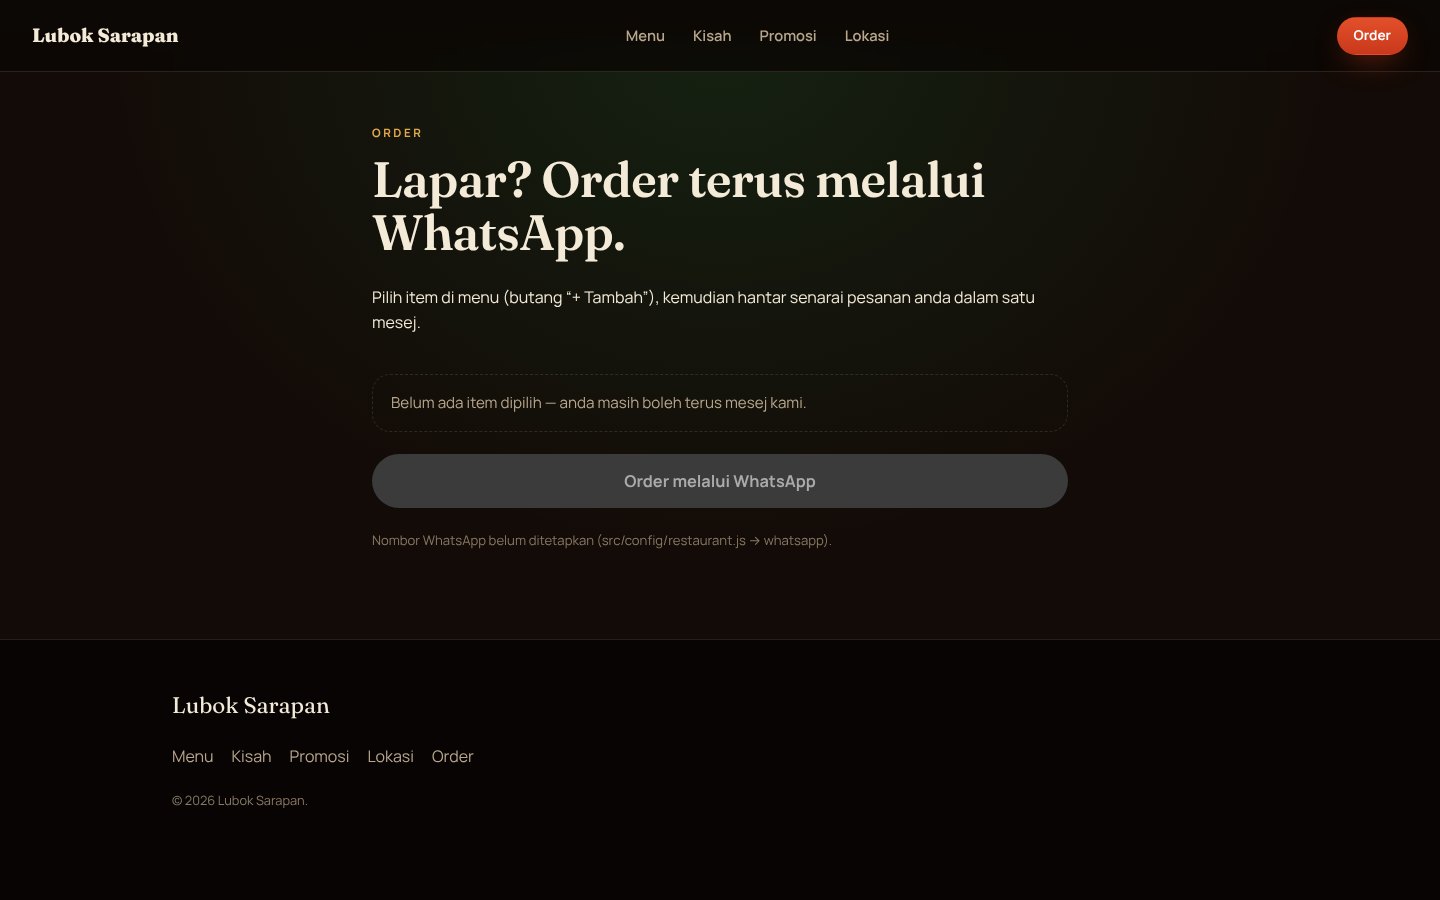 Lubok Sarapan
Menu Kisah Promosi Lokasi
Order
ORDER
Lapar? Order terus melalui
WhatsApp.
Pilih item di menu (butang “+ Tambah”), kemudian hantar senarai pesanan anda dalam satu
mesej.
Belum ada item dipilih — anda masih boleh terus mesej kami.
Order melalui WhatsApp
Nombor WhatsApp belum ditetapkan (src/config/restaurant.js → whatsapp).
Lubok Sarapan
Menu Kisah Promosi Lokasi Order
© 2026 Lubok Sarapan.